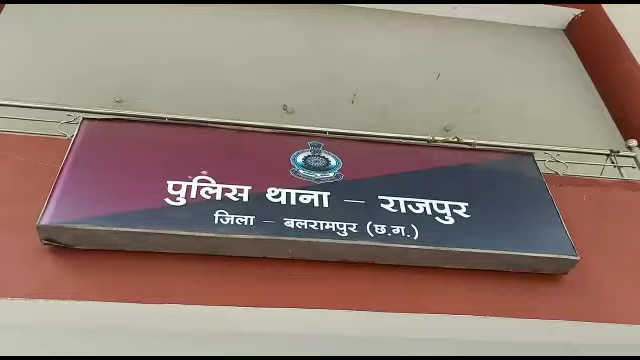 पुलिस थाना – राजपुर
जिला – बलरामपुर (छ.ग.)